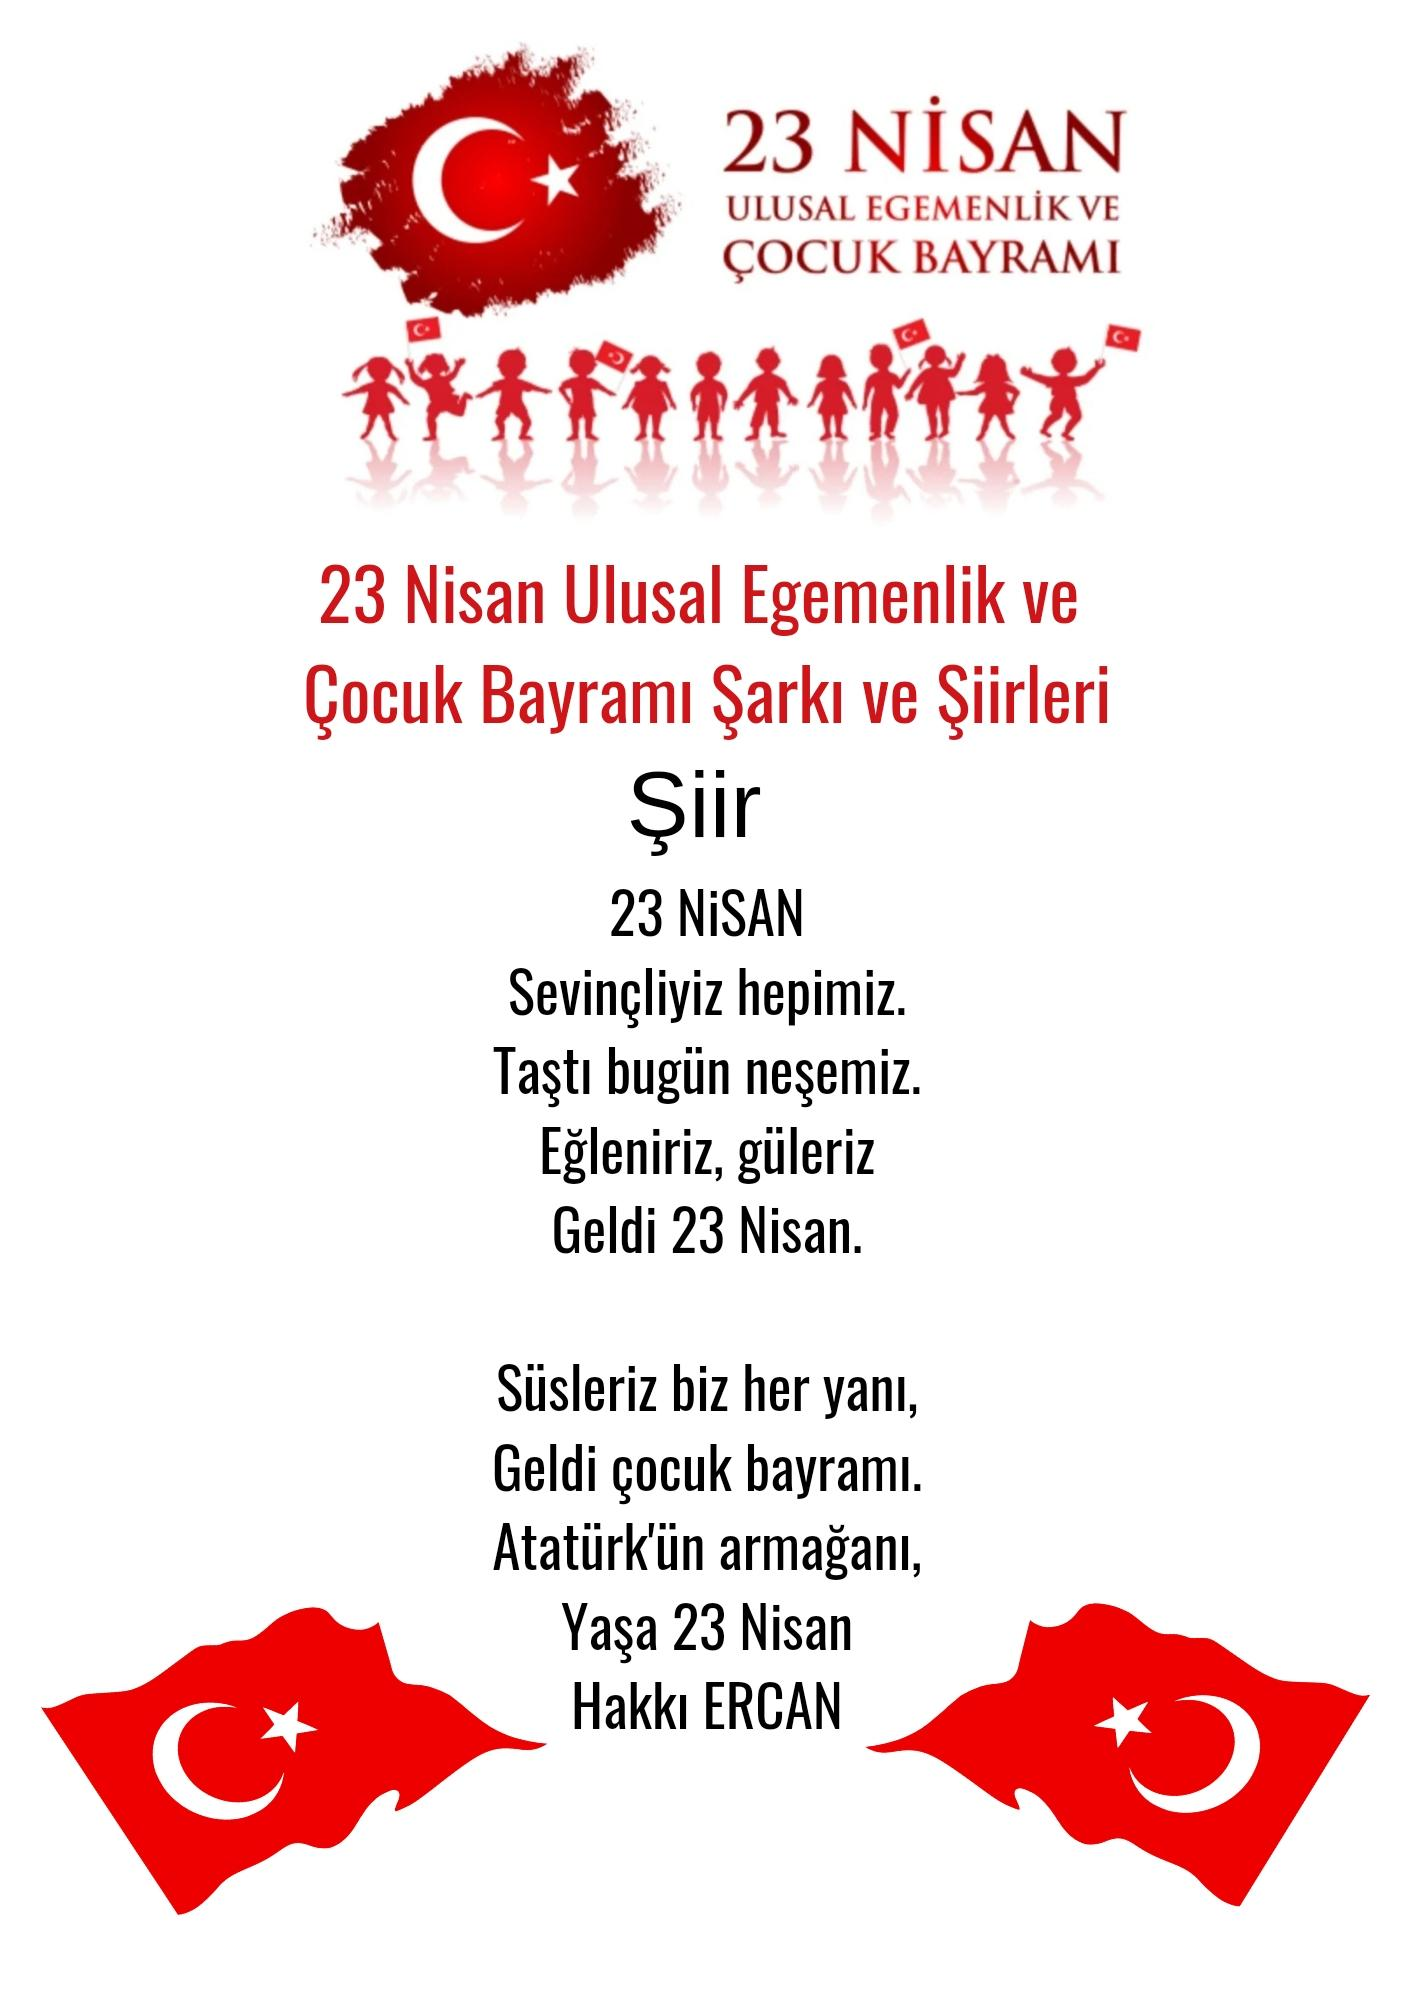 23 NİSAN
ULUSAL EGEMENLİK VE
ÇOCUK BAYRAMI
23 Nisan Ulusal Egemenlik ve
Çocuk Bayramı Şarkı ve Şiirleri
Şiir
23 NiSAN
Sevinçliyiz hepimiz.
Taştı bugün neşemiz.
Eğleniriz, güleriz
Geldi 23 Nisan.
Süsleriz biz her yanı,
Geldi çocuk bayramı.
Atatürk'ün armağanı,
Yaşa 23 Nisan
Hakkı ERCAN